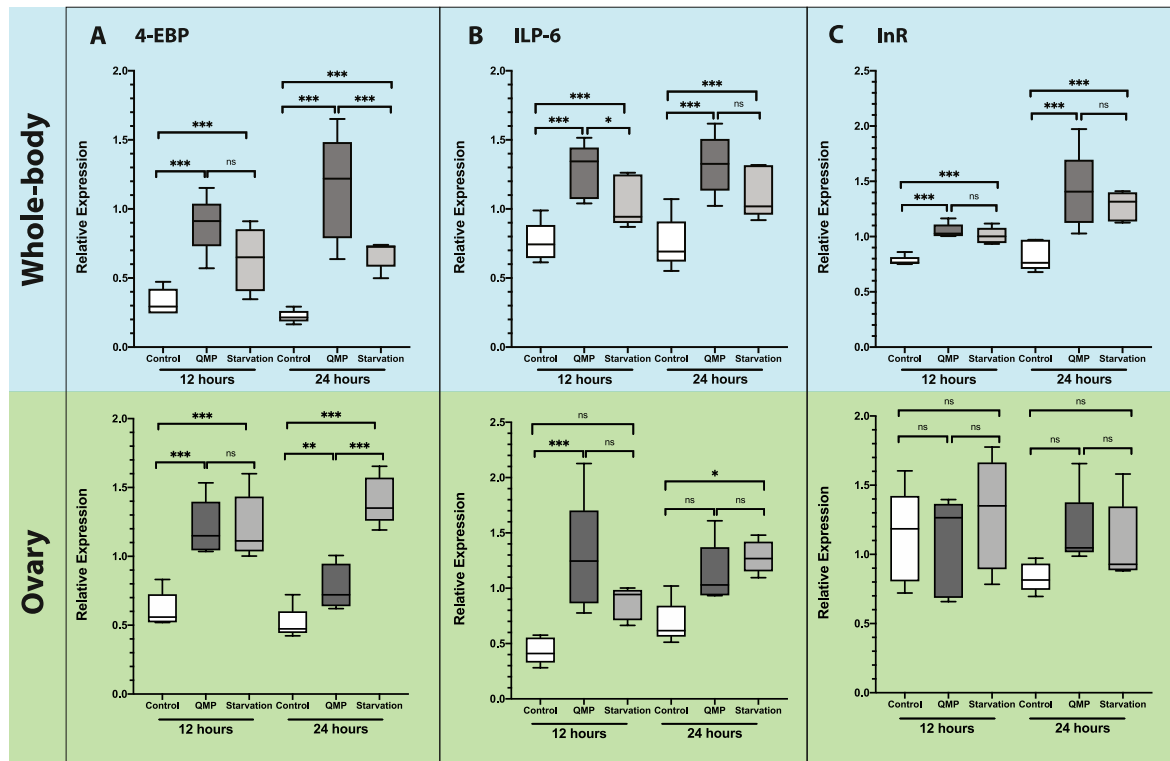 Whole-body
A 4-EBP
Relative Expression
2.0
1.5
1.0
0.5
0.0
***
***
***
***
ns
***
***
Control QMP Starvation Control QMP Starvation
12 hours 24 hours
B ILP-6
Relative Expression
2.0
1.5
1.0
0.5
0.0
***
***
***
*
***
ns
Control QMP Starvation Control QMP Starvation
12 hours 24 hours
C InR
Relative Expression
2.5
2.0
1.5
1.0
0.5
0.0
***
***
ns
***
***
ns
Control QMP Starvation Control QMP Starvation
12 hours 24 hours
Ovary
Relative Expression
2.0
1.5
1.0
0.5
0.0
***
***
***
ns
**
***
Control QMP Starvation Control QMP Starvation
12 hours 24 hours
Relative Expression
2.5
2.0
1.5
1.0
0.5
0.0
ns
***
ns
*
ns
ns
Control QMP Starvation Control QMP Starvation
12 hours 24 hours
Relative Expression
2.0
1.5
1.0
0.5
0.0
ns
ns
ns
ns
ns
ns
Control QMP Starvation Control QMP Starvation
12 hours 24 hours